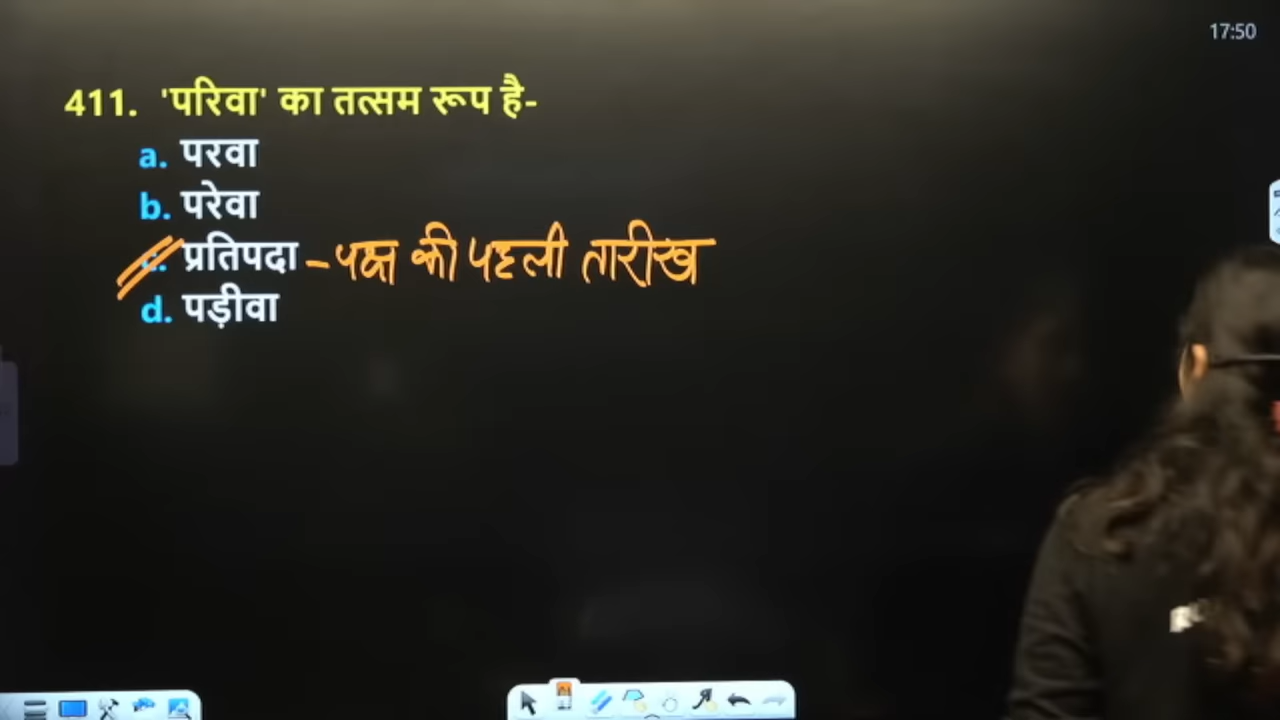 17:50
411. 'परिवा' का तत्सम रूप है-
a. परवा
b. परेवा
c. प्रतिपदा - पक्ष की पहली तारीख
d. पड़ीवा